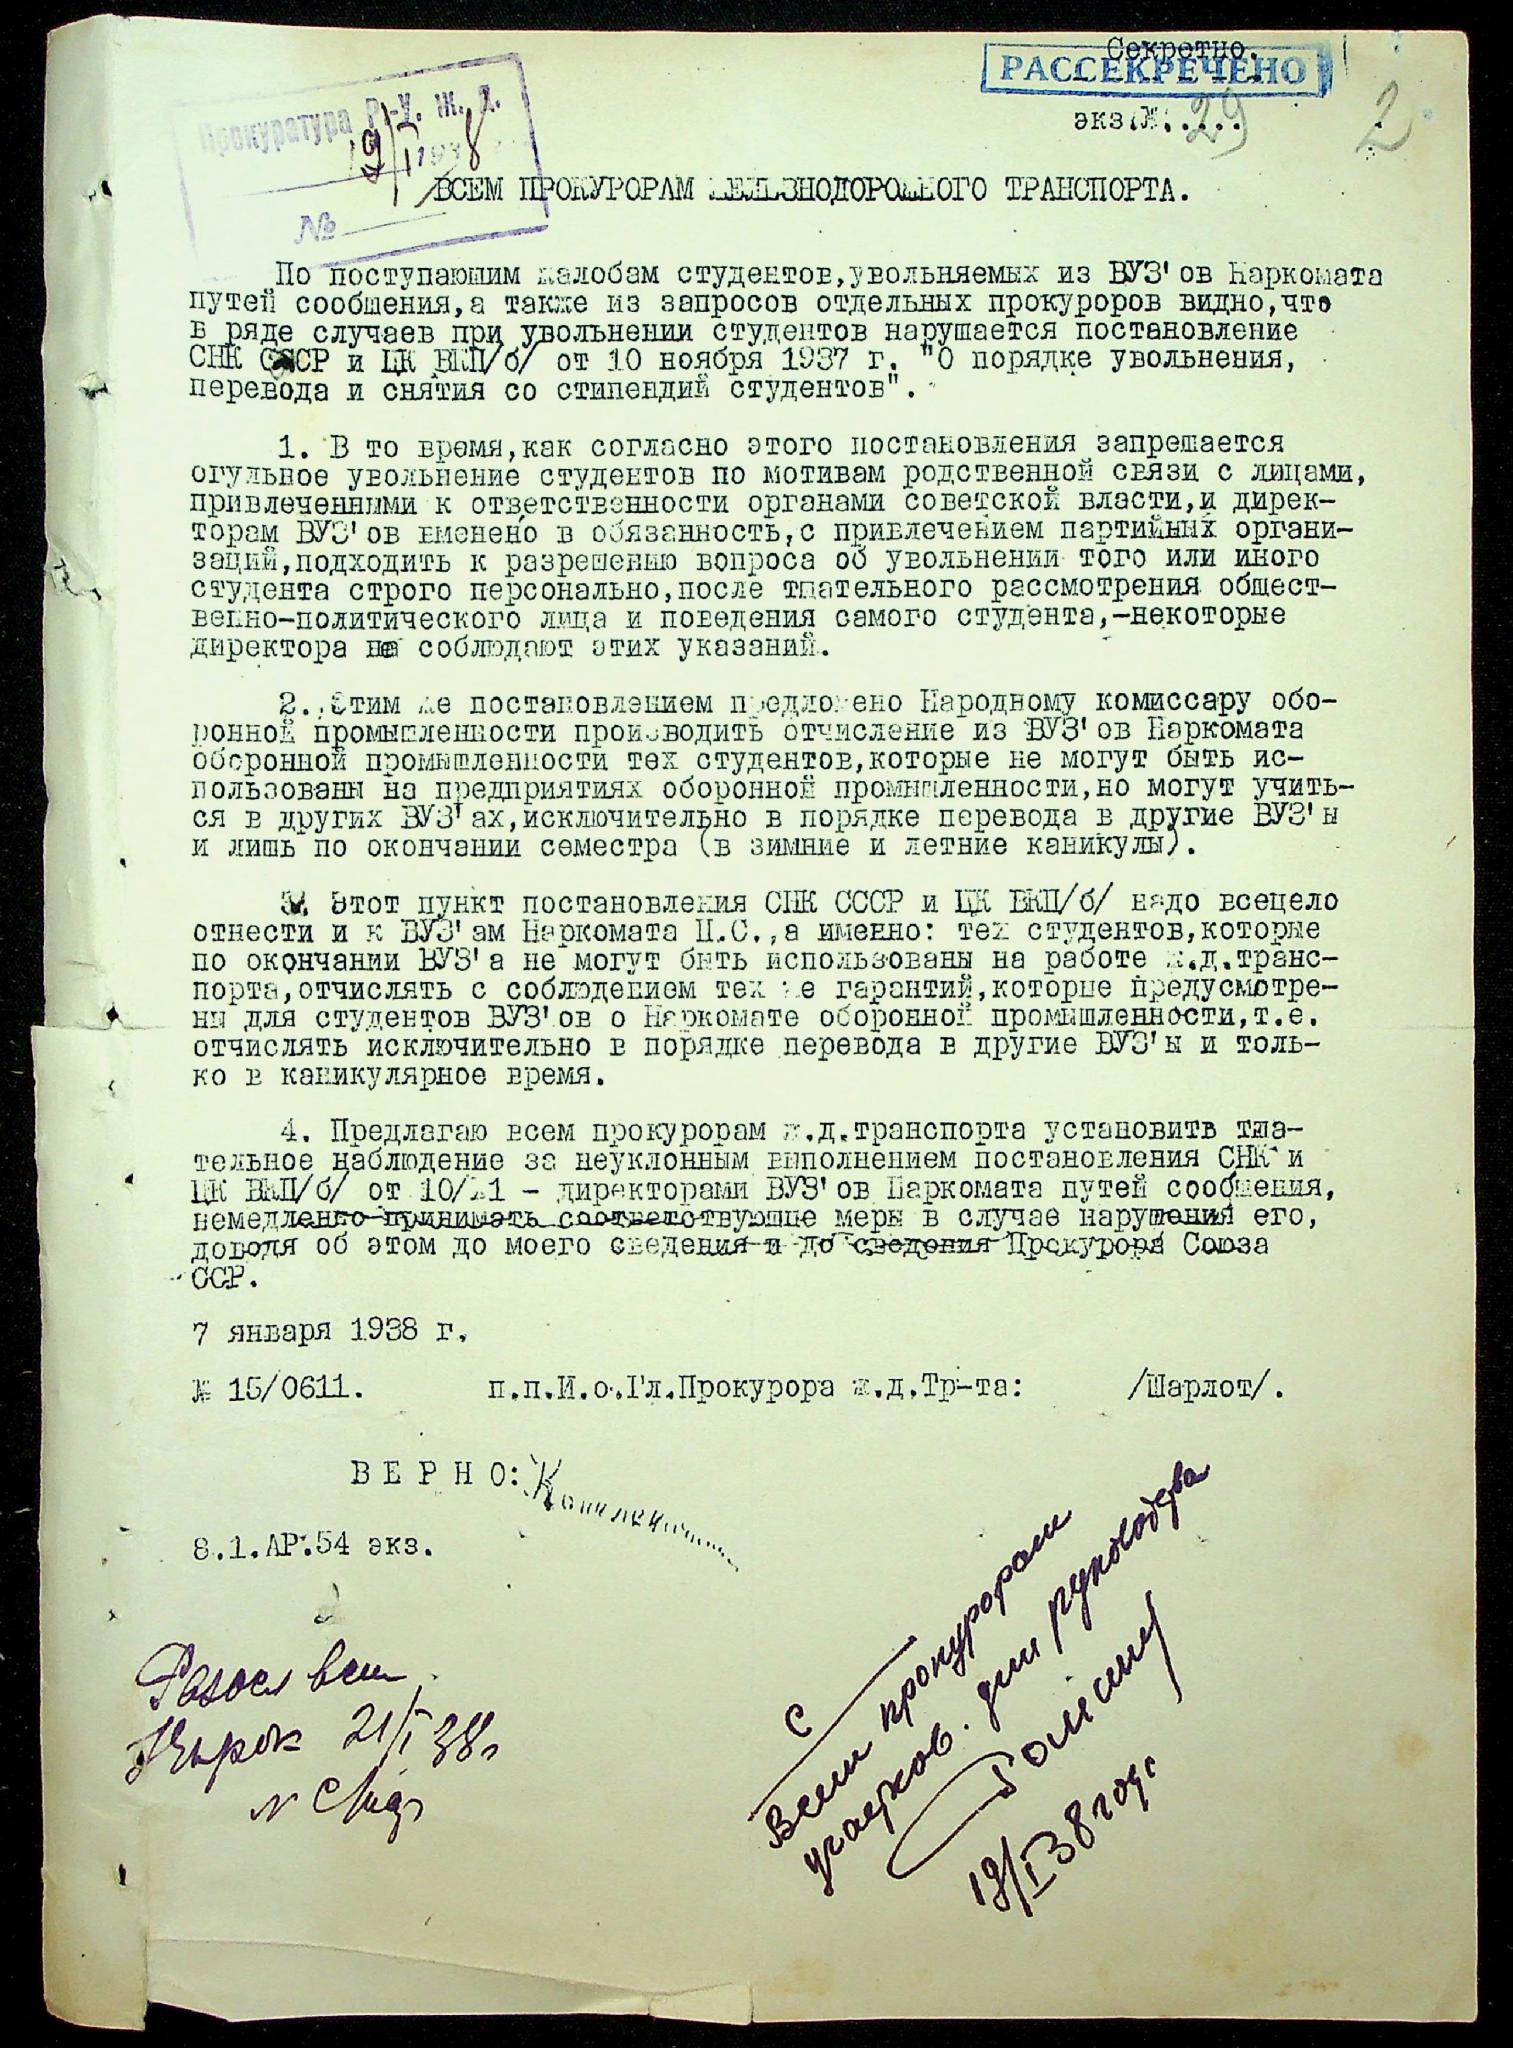 Секретно.
РАССЕКРЕЧЕНО
экз.№.29..
2
Прокуратура Р.-У. ж. д.
19/I 1938
№
ВСЕМ ПРОКУРОРАМ ЖЕЛЕЗНОДОРОЖНОГО ТРАНСПОРТА.
По поступающим жалобам студентов,увольняемых из ВУЗ'ов Наркомата
путей сообщения,а также из запросов отдельных прокуроров видно,что
в ряде случаев при увольнении студентов нарушается постановление
СНК СССР и ЦК ВКП/б/ от 10 ноября 1937 г. "О порядке увольнения,
перевода и снятия со стипендий студентов".
1. В то время,как согласно этого постановления запрещается
огульное увольнение студентов по мотивам родственной связи с лицами,
привлеченными к ответственности органами советской власти,и дирек-
торам ВУЗ'ов вменено в обязанность,с привлечением партийных органи-
заций,подходить к разрешению вопроса об увольнении того или иного
студента строго персонально,после тщательного рассмотрения общест-
венно-политического лица и поведения самого студента,-некоторые
директора не соблюдают этих указаний.
2. Этим же постановлением предложено Народному комиссару обо-
ронной промышленности производить отчисление из ВУЗ'ов Наркомата
оборонной промышленности тех студентов,которые не могут быть ис-
пользованы на предприятиях оборонной промышленности,но могут учить-
ся в других ВУЗ'ах,исключительно в порядке перевода в другие ВУЗ'ы
и лишь по окончании семестра (в зимние и летние каникулы).
3. Этот пункт постановления СНК СССР и ЦК ВКП/б/ надо всецело
отнести и к ВУЗ'ам Наркомата П.С.,а именно: тех студентов,которые
по окончании ВУЗ'а не могут быть использованы на работе ж.д.транс-
порта,отчислять с соблюдением тех же гарантий,которые предусмотре-
ны для студентов ВУЗ'ов о Наркомате оборонной промышленности,т.е.
отчислять исключительно в порядке перевода в другие ВУЗ'ы и толь-
ко в каникулярное время.
4. Предлагаю всем прокурорам ж.д.транспорта установить тща-
тельное наблюдение за неуклонным выполнением постановления СНК и
ЦК ВКП/б/ от 10/11 - директорами ВУЗ'ов Наркомата путей сообщения,
немедленно принимать соответствующие меры в случае нарушения его,
доводя об этом до моего сведения и до сведения Прокурора Союза
ССР.
7 января 1938 г.
№ 15/0611.  п.п.И.о.Гл.Прокурора ж.д.Тр-та:  /Шарлот/.
ВЕРНО:
8.1.АР.54 экз.
Разосл всем
21/I 38г
С
Всем прокурорам
участков. для руководства
19/I 38 год.